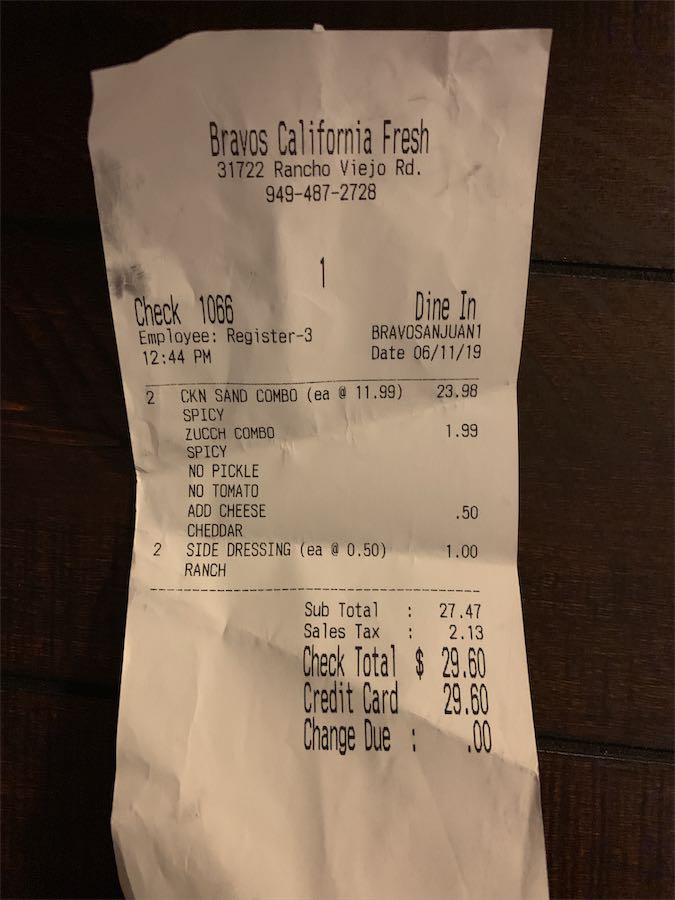 Bravos California Fresh
31722 Rancho Viejo Rd.
949-487-2728
1
Check 1066 Dine In
Employee: Register-3 BRAVOSANJUAN1
12:44 PM Date 06/11/19
2 CKN SAND COMBO (ea @ 11.99) 23.98
SPICY
ZUCCH COMBO 1.99
SPICY
NO PICKLE
NO TOMATO
ADD CHEESE .50
CHEDDAR
2 SIDE DRESSING (ea @ 0.50) 1.00
RANCH
Sub Total : 27.47
Sales Tax : 2.13
Check Total $ 29.60
Credit Card 29.60
Change Due : .00